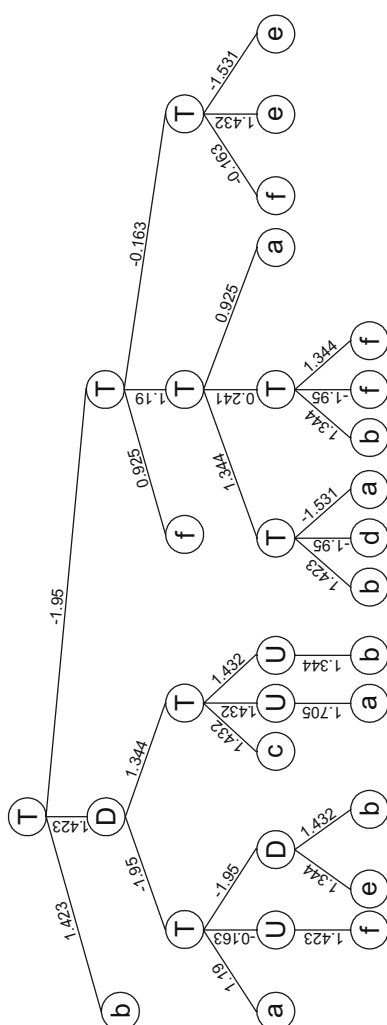 T
1.423
1.423
-1.95
b
D
T
-1.95
1.344
0.925
1.19
-0.163
T
T
f
T
T
1.19
-0.163
-1.95
1.432
1.432
1.432
1.344
0.241
0.925
-0.163
1.432
-1.531
a
U
D
c
U
U
T
T
a
f
e
e
1.423
1.344
1.432
1.705
1.344
1.423
-1.95
-1.531
1.344
-1.95
1.344
f
e
b
a
b
b
d
a
b
f
f